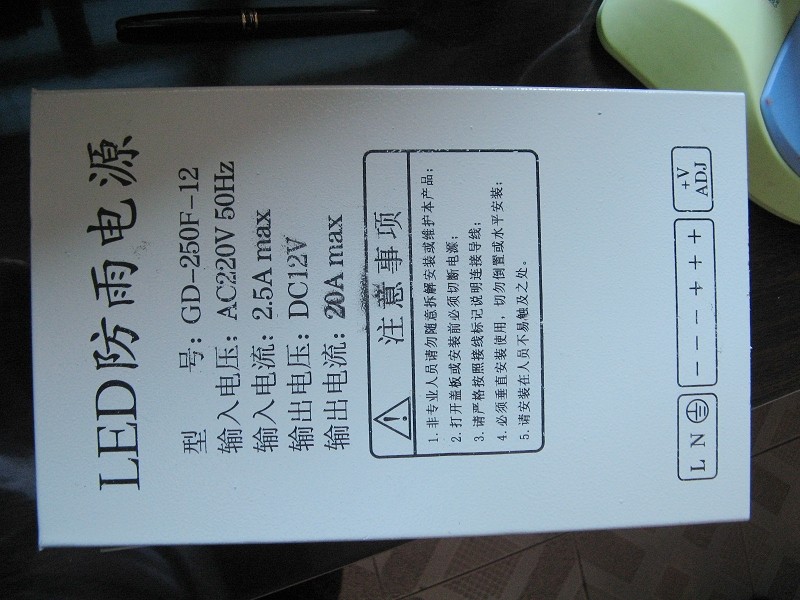 LED防雨电源
型 号：GD-250F-12
输入电压：AC220V 50Hz
输入电流：2.5A max
输出电压：DC12V
输出电流：20A max
注意事项
1. 非专业人员请勿随意拆解安装或维护本产品；
2. 打开盖板或安装前必须切断电源；
3. 请严格按照接线标记说明连接导线；
4. 必须垂直安装使用，切勿倒置或水平安装；
5. 请安装在人员不易触及之处。
L N ⏚
－－－＋＋＋
+V
ADJ